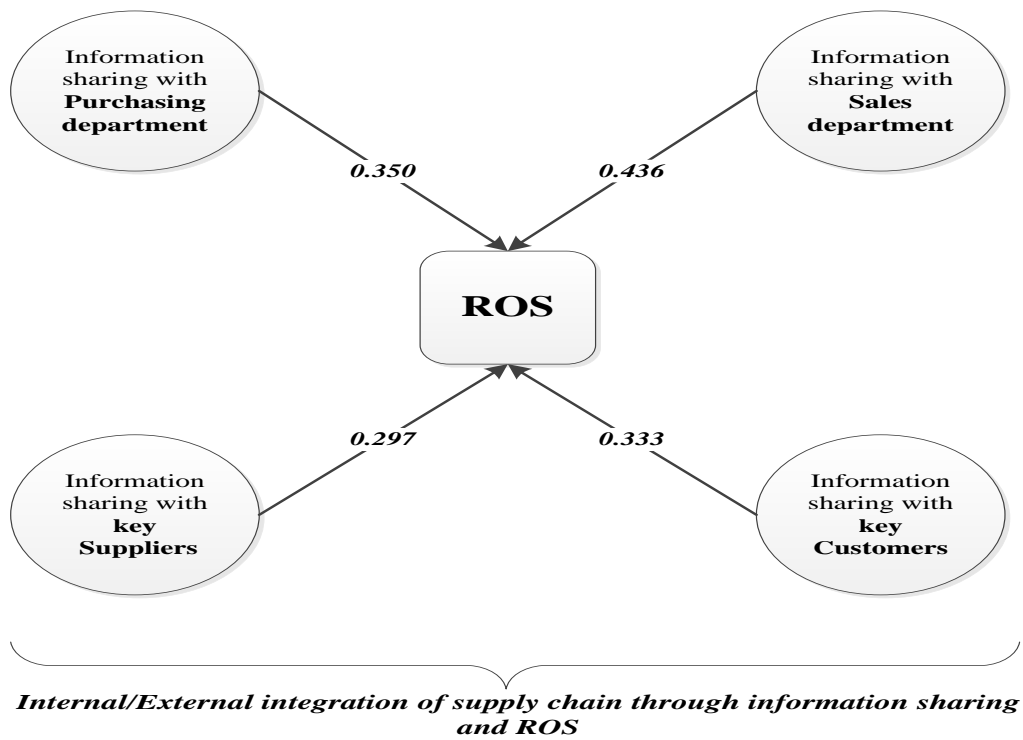 Information
sharing with
Purchasing
department
Information
sharing with
Sales
department
0.350
0.436
ROS
0.297
0.333
Information
sharing with
key
Suppliers
Information
sharing with
key
Customers
Internal/External integration of supply chain through information sharing
and ROS